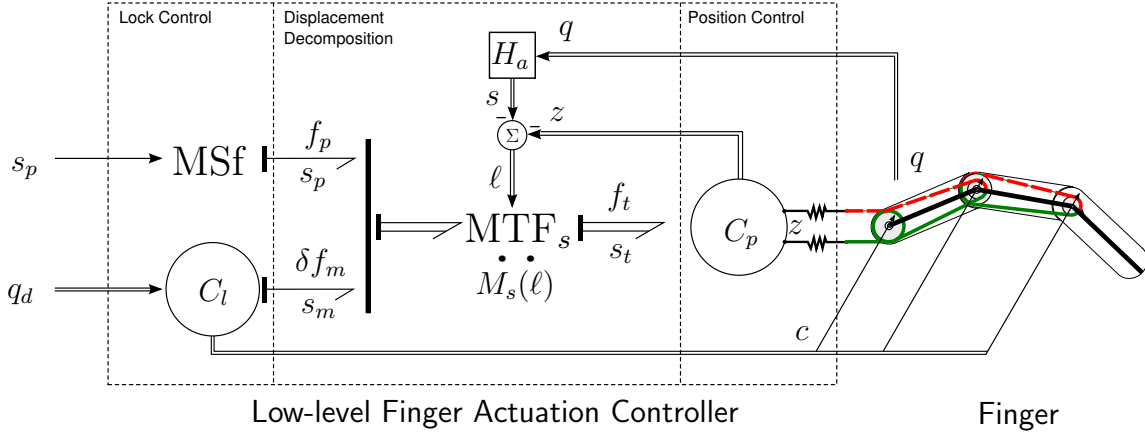 Lock Control
Displacement
Decomposition
Position Control
H_a
q
s
z
Σ
ℓ
s_p
MSf
f_p
s_p
MTF_s
M_s(ℓ)
f_t
s_t
C_p
z
q
q_d
C_l
δf_m
s_m
c
Low-level Finger Actuation Controller
Finger